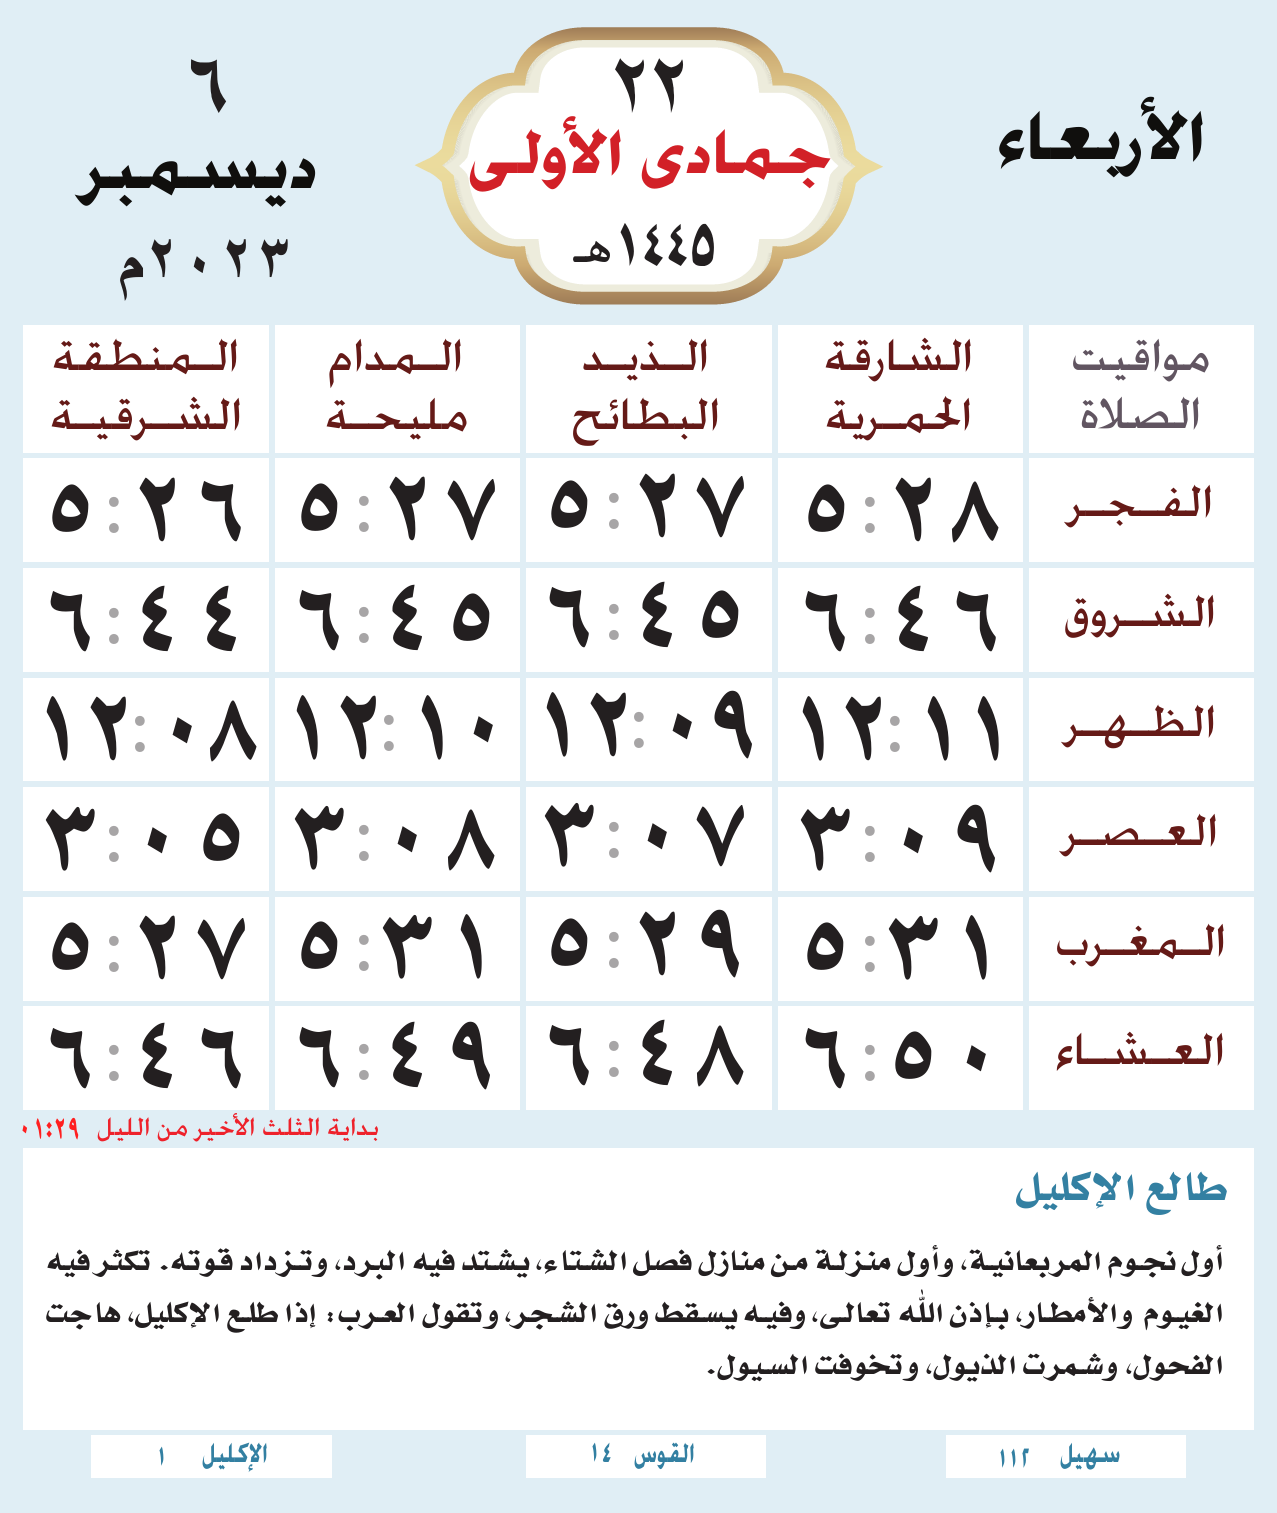 الأربعاء
٢٢
جمادى الأولى
١٤٤٥هـ
٦
ديسمبر
٢٠٢٣م
مواقيت الصلاة
الشارقة الحمرية
الذيد البطائح
المدام مليحة
المنطقة الشرقية
الفجر ٥:٢٨ ٥:٢٧ ٥:٢٧ ٥:٢٦
الشروق ٦:٤٦ ٦:٤٥ ٦:٤٥ ٦:٤٤
الظهر ١٢:١١ ١٢:٠٩ ١٢:١٠ ١٢:٠٨
العصر ٣:٠٩ ٣:٠٧ ٣:٠٨ ٣:٠٥
المغرب ٥:٣١ ٥:٢٩ ٥:٣١ ٥:٢٧
العشاء ٦:٥٠ ٦:٤٨ ٦:٤٩ ٦:٤٦
بداية الثلث الأخير من الليل ٠١:٢٩
طالع الإكليل
أول نجوم المربعانية، وأول منزلة من منازل فصل الشتاء، يشتد فيه البرد، وتزداد قوته. تكثر فيه
الغيوم والأمطار، بإذن الله تعالى، وفيه يسقط ورق الشجر، وتقول العرب: إذا طلع الإكليل، هاجت
الفحول، وشمرت الذيول، وتخوفت السيول.
سهيل ١١٢
القوس ١٤
الإكليل ١